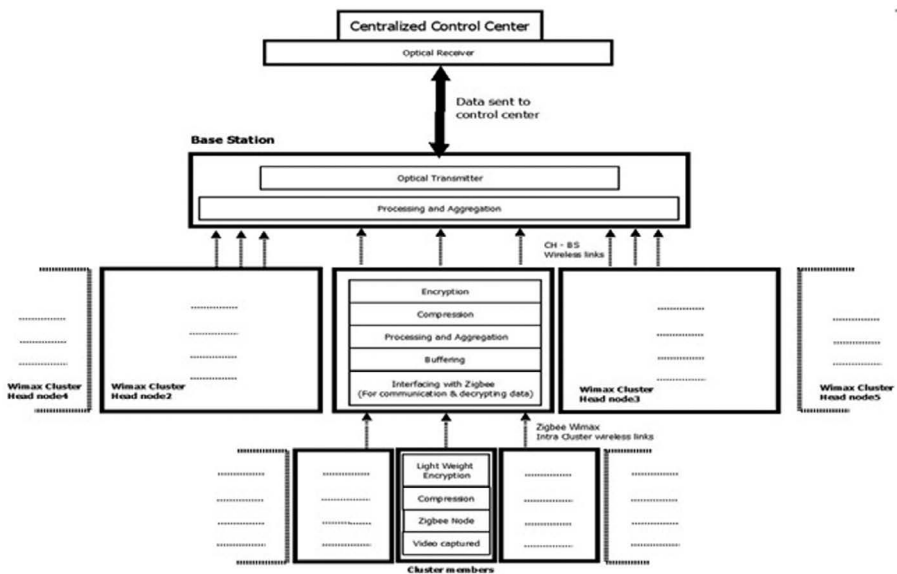 Centralized Control Center
Optical Receiver
Data sent to
control center
Base Station
Optical Transmitter
Processing and Aggregation
CH - BS
Wireless links
Encryption
Compression
Processing and Aggregation
Buffering
Interfacing with Zigbee
(For communication & decrypting data)
Wimax Cluster
Head node4
Wimax Cluster
Head node2
Wimax Cluster
Head node3
Wimax Cluster
Head node5
Zigbee Wimax
Intra Cluster wireless links
Light Weight
Encryption
Compression
Zigbee Node
Video captured
Cluster members